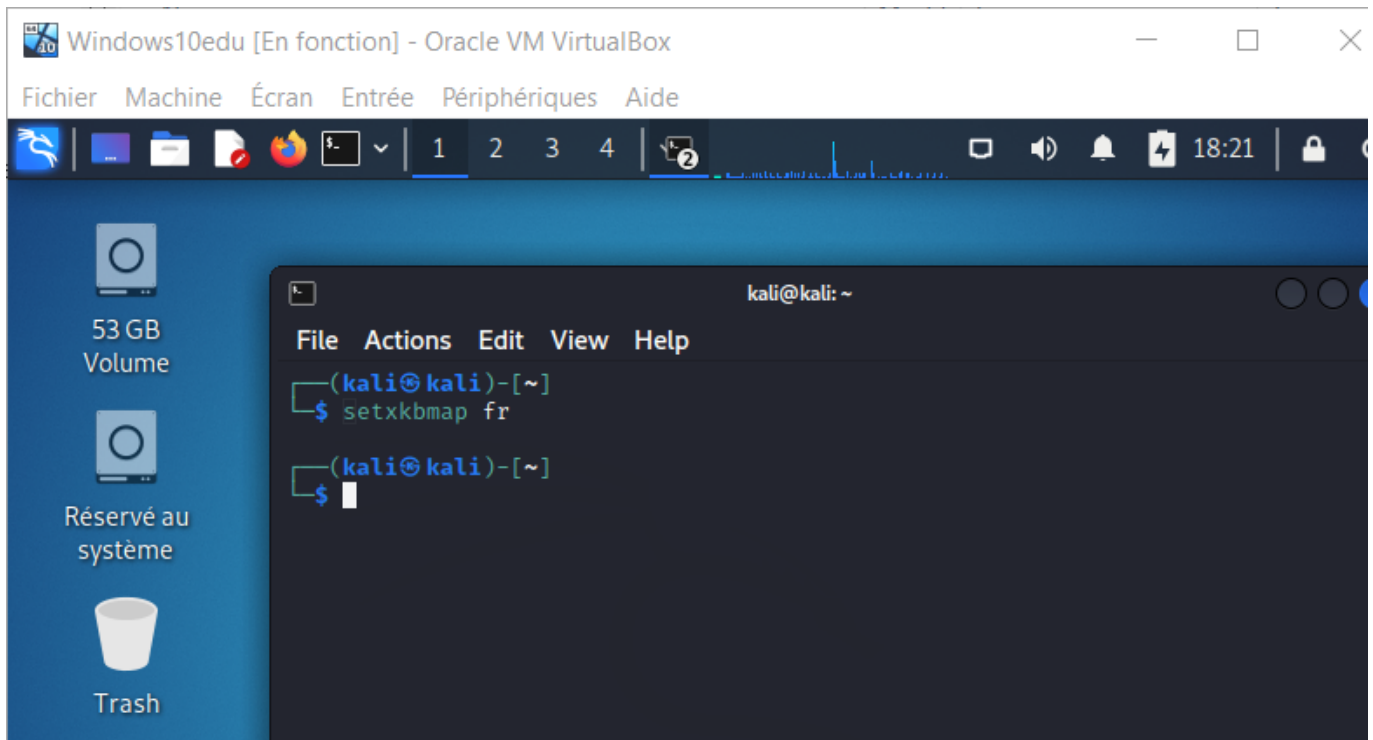 Windows10edu [En fonction] - Oracle VM VirtualBox
Fichier Machine Écran Entrée Périphériques Aide
1 2 3 4 2 18:21
53 GB
Volume
Réservé au
système
Trash
kali@kali: ~
File Actions Edit View Help
┌──(kali㉿kali)-[~]
└─$ setxkbmap fr
┌──(kali㉿kali)-[~]
└─$